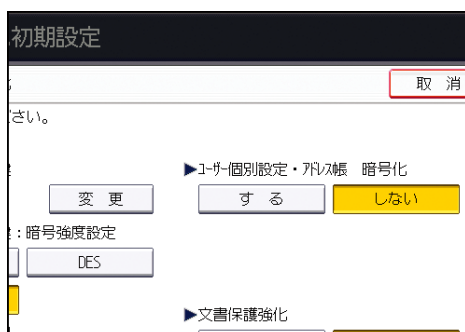 初期設定
取 消
ださい。
▶ユーザー個別設定・アドレス帳 暗号化
変 更
する
しない
：暗号強度設定
DES
▶文書保護強化